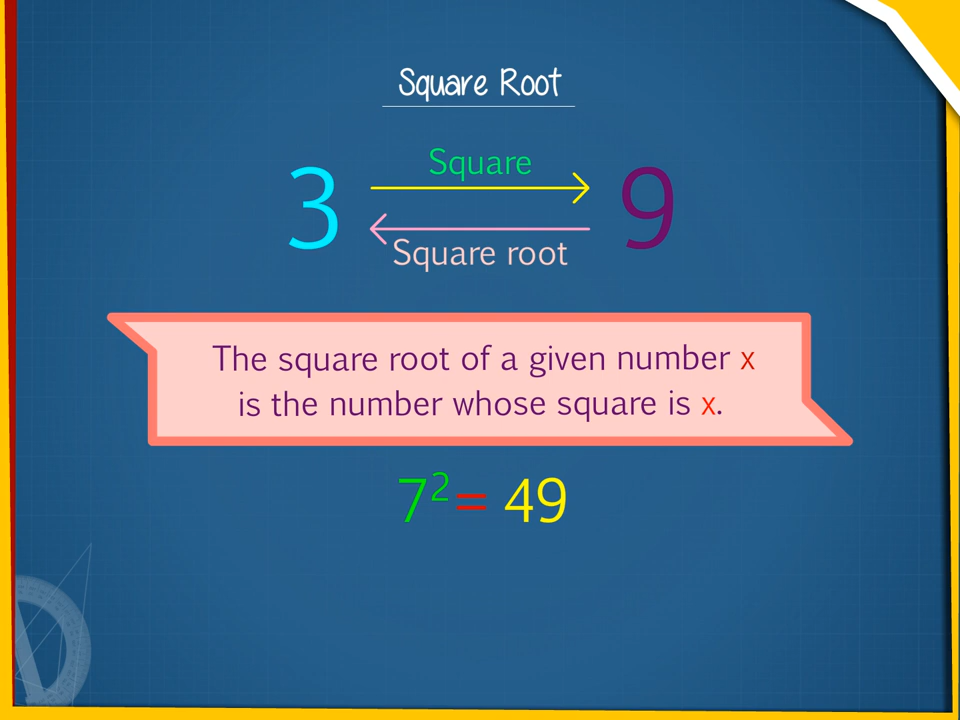 Square Root
Square
3 9
Square root
The square root of a given number x
is the number whose square is x.
7² = 49